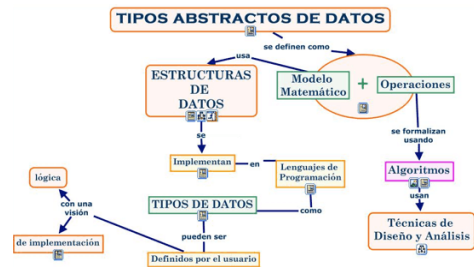 TIPOS ABSTRACTOS DE DATOS
usa
se definen como
ESTRUCTURAS
DE
DATOS
Modelo
Matemático
+
Operaciones
se
se formalizan
usando
Implementan
en
Lenguajes de
Programación
Algoritmos
lógica
usan
con una
visión
TIPOS DE DATOS
como
Técnicas de
Diseño y Análisis
pueden ser
de implementación
Definidos por el usuario